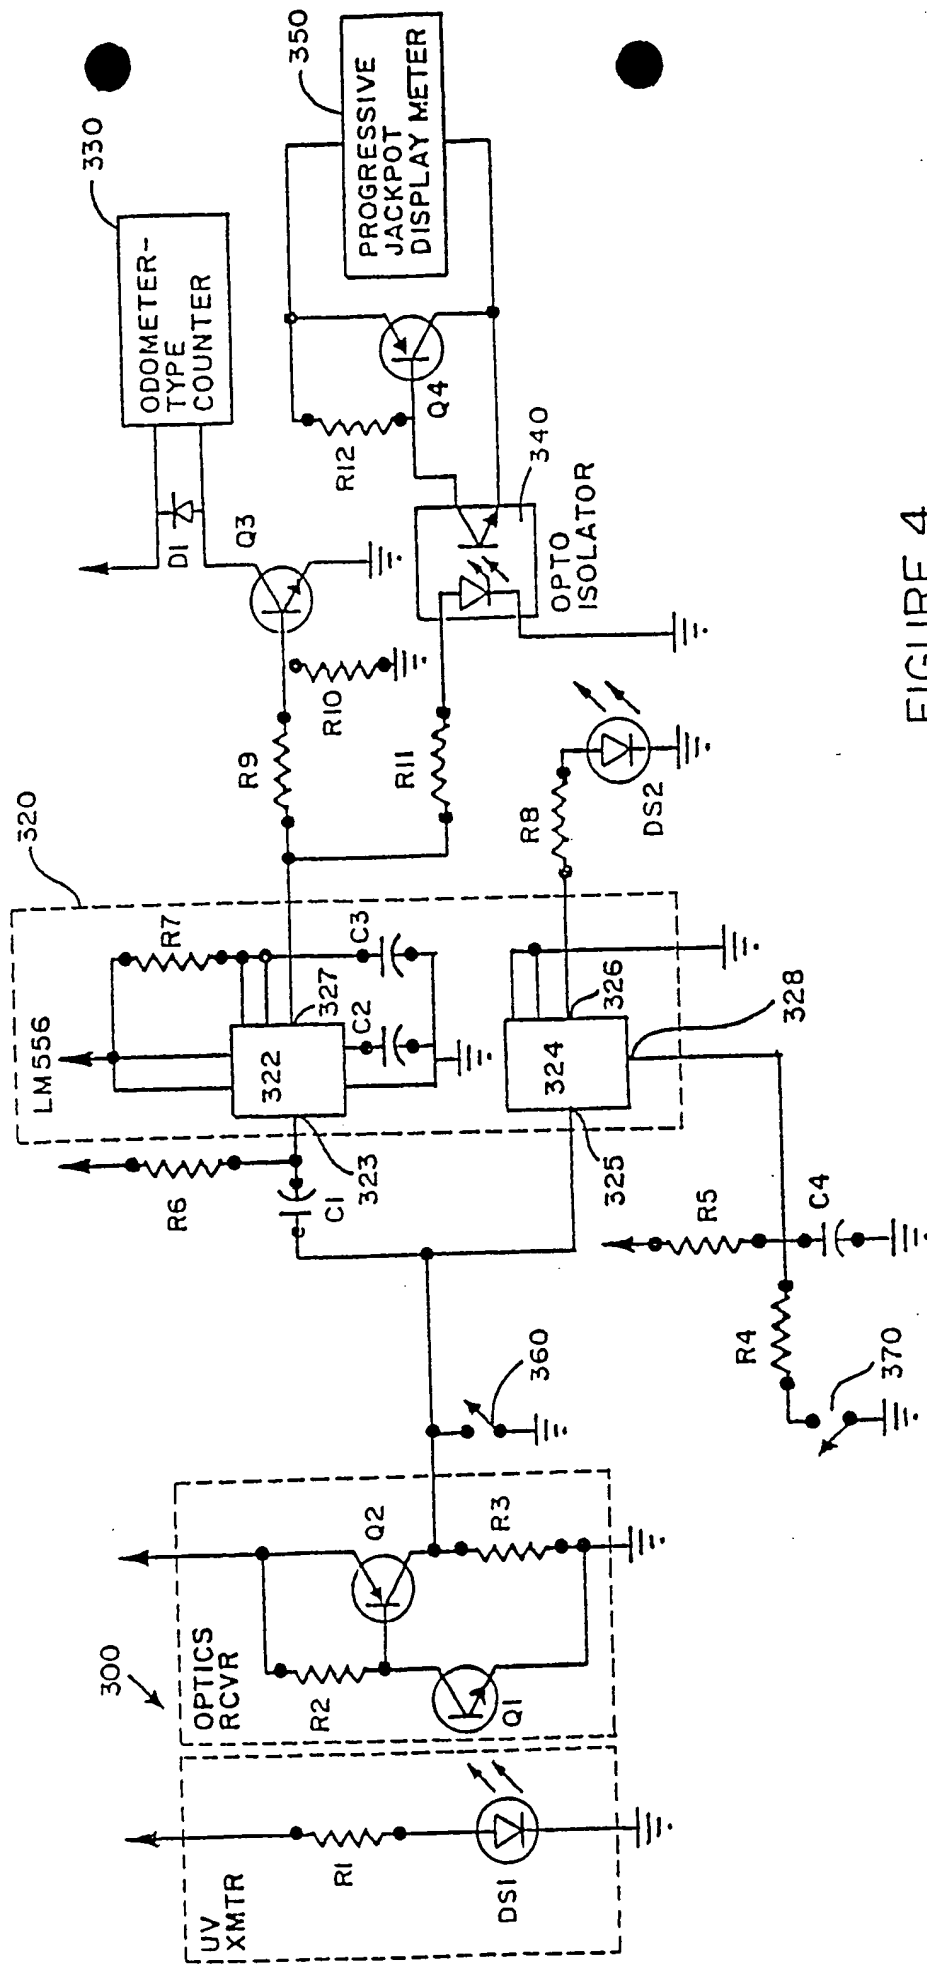 300
UV
XMTR
R1
DS1
OPTICS
RCVR
R2
Q1
Q2
R3
360
370
R4
R5
C4
R6
C1
323
325
320
LM556
322
R7
C2
C3
327
324
326
328
R8
DS2
R9
R10
R11
Q3
D1
330
ODOMETER-
TYPE
COUNTER
OPTO
ISOLATOR
340
R12
Q4
350
PROGRESSIVE
JACKPOT
DISPLAY METER
FIGURE 4